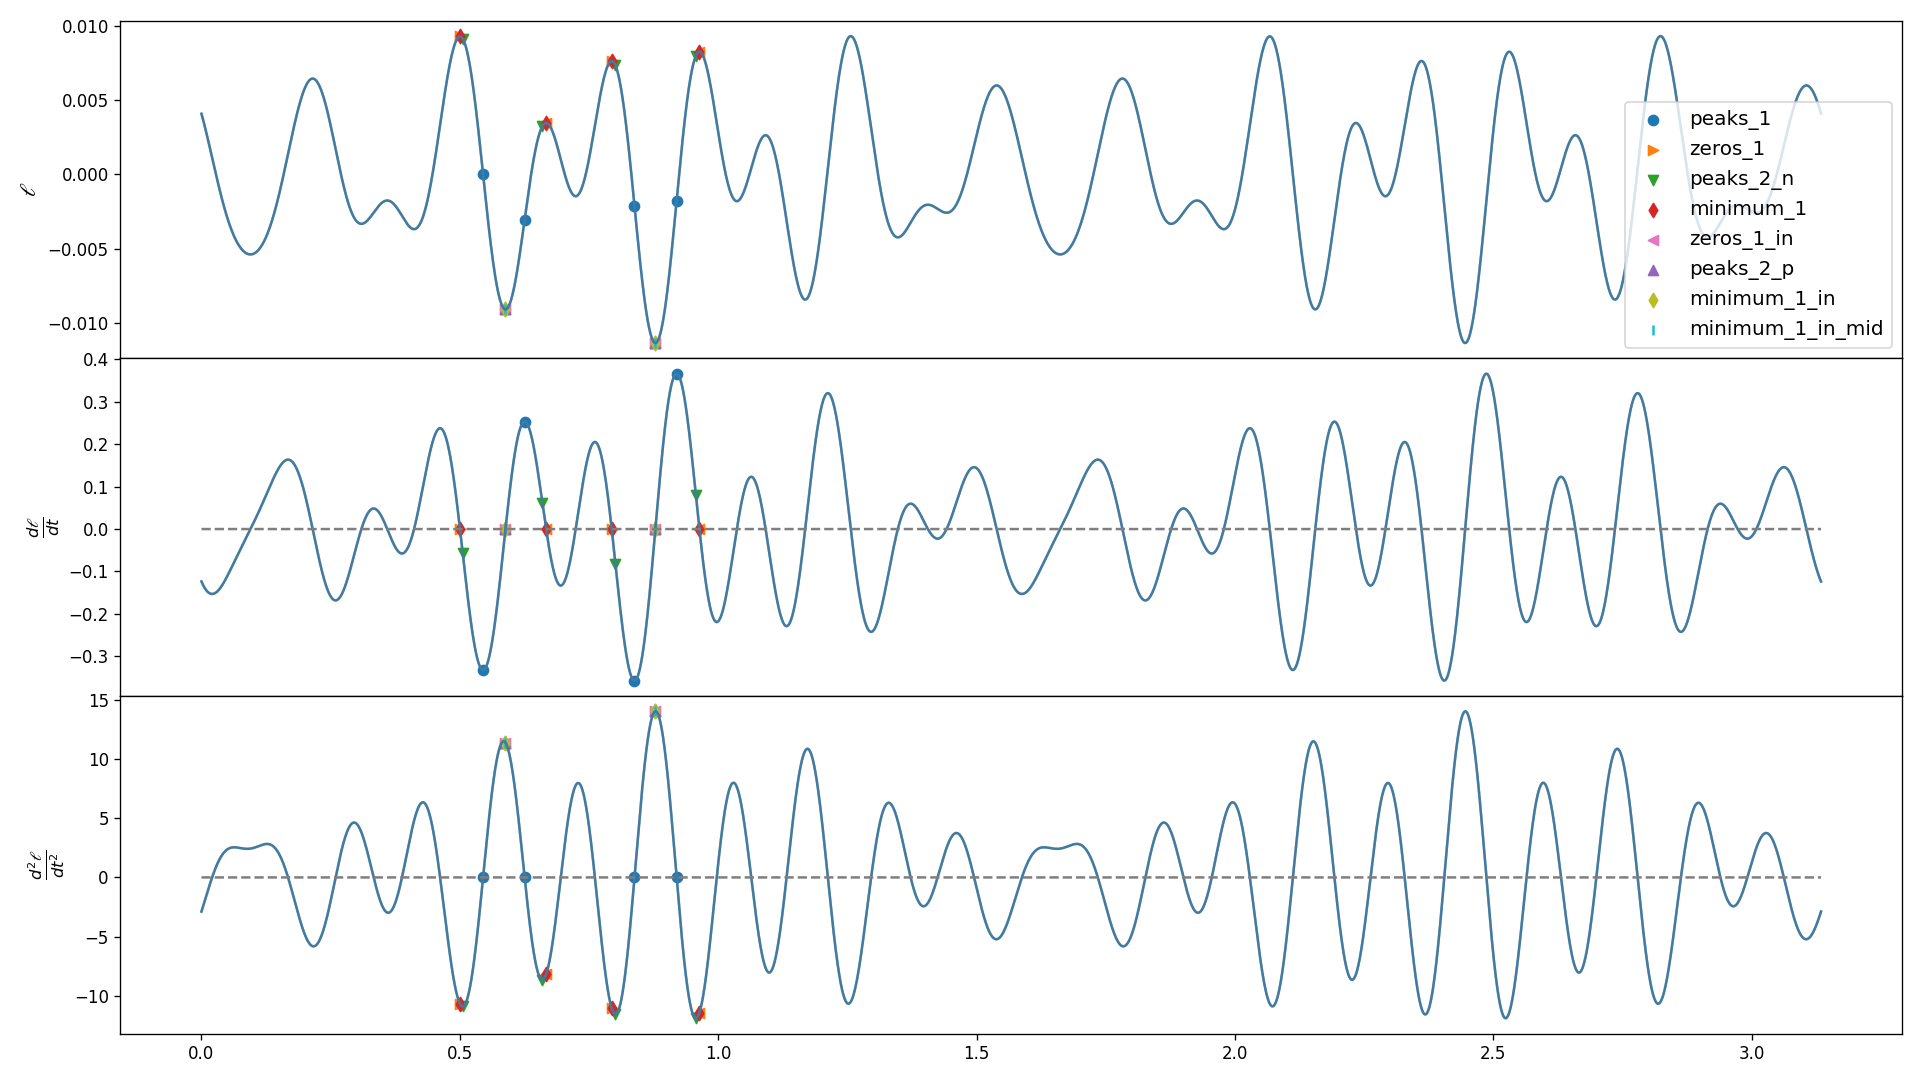 0.010
0.005
0.000
−0.005
−0.010
ℓ
peaks_1
zeros_1
peaks_2_n
minimum_1
zeros_1_in
peaks_2_p
minimum_1_in
minimum_1_in_mid
0.4
0.3
0.2
0.1
0.0
−0.1
−0.2
−0.3
dℓ
dt
15
10
5
0
−5
−10
d²ℓ
dt²
0.0 0.5 1.0 1.5 2.0 2.5 3.0